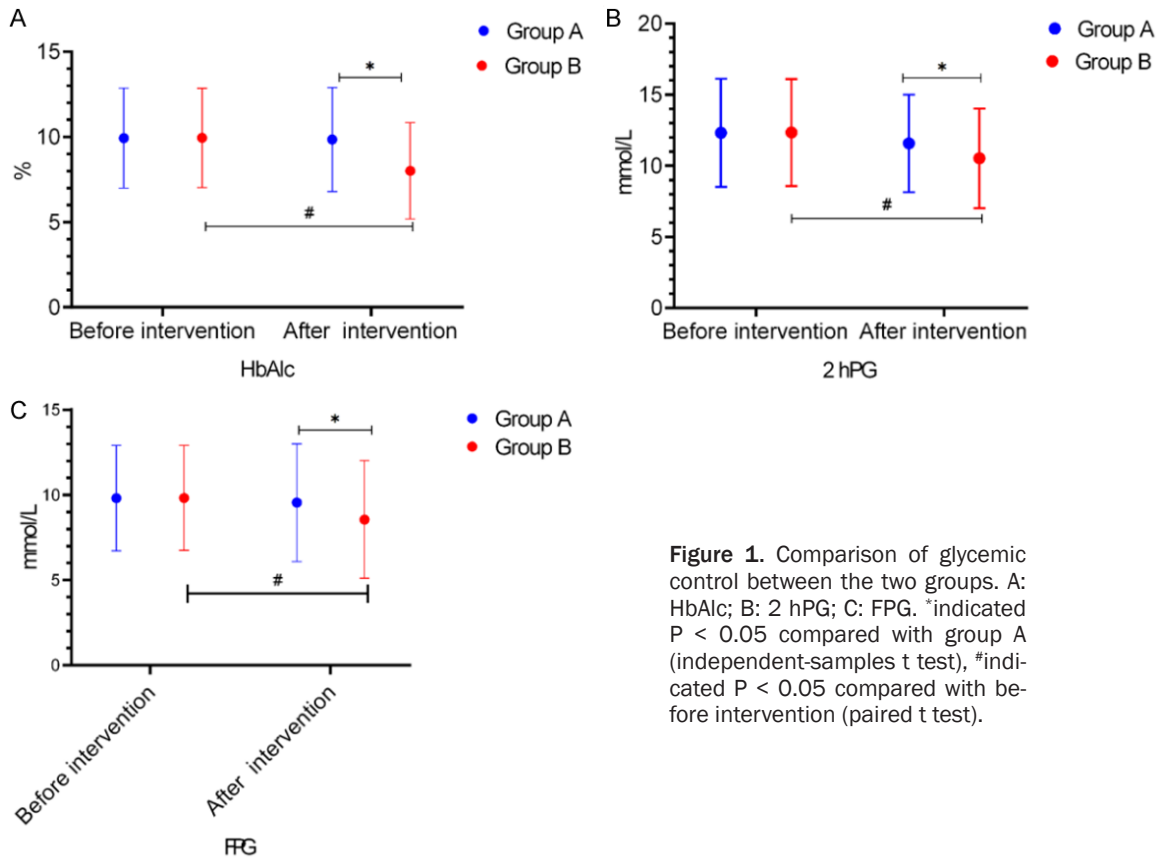 A
Group A
Group B
15
10
5
0
%
*
#
Before intervention
After intervention
HbAlc
B
Group A
Group B
20
15
10
5
0
mmol/L
*
#
Before intervention
After intervention
2 hPG
C
Group A
Group B
15
10
5
0
mmol/L
*
#
Before intervention
After intervention
FPG
Figure 1. Comparison of glycemic
control between the two groups. A:
HbAlc; B: 2 hPG; C: FPG. *indicated
P < 0.05 compared with group A
(independent-samples t test), #indi-
cated P < 0.05 compared with be-
fore intervention (paired t test).